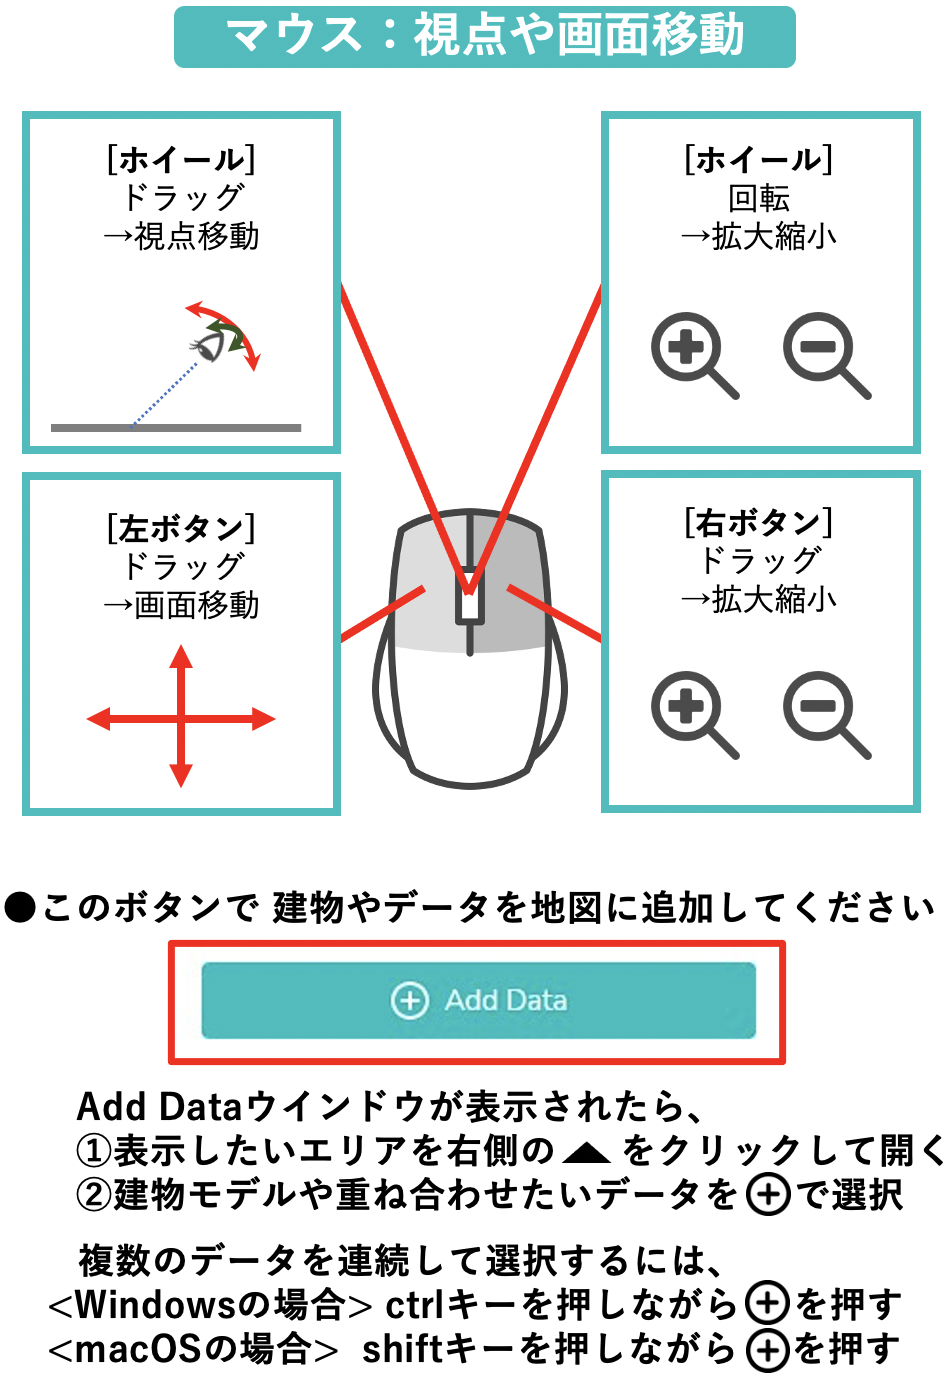 マウス：視点や画面移動
[ホイール]
ドラッグ
→視点移動
[ホイール]
回転
→拡大縮小
[左ボタン]
ドラッグ
→画面移動
[右ボタン]
ドラッグ
→拡大縮小
●このボタンで 建物やデータを地図に追加してください
⊕ Add Data
Add Dataウインドウが表示されたら、
①表示したいエリアを右側の▲をクリックして開く
②建物モデルや重ね合わせたいデータを⊕で選択
複数のデータを連続して選択するには、
<Windowsの場合> ctrlキーを押しながら⊕を押す
<macOSの場合> shiftキーを押しながら⊕を押す